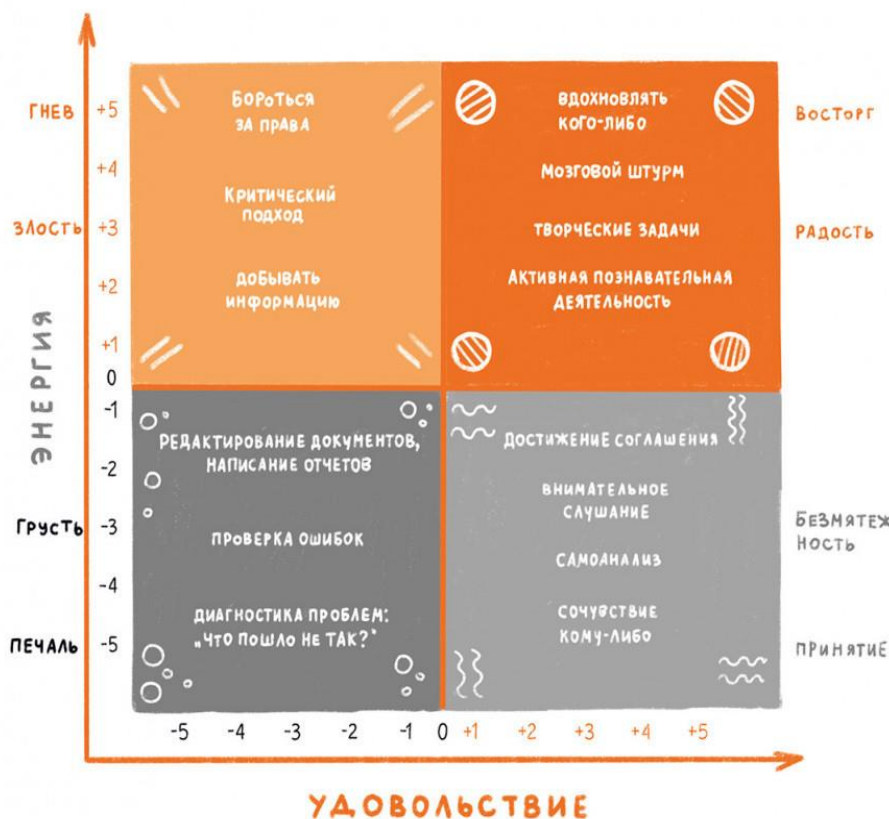 ГНЕВ
+5
+4
ЗЛОСТЬ
+3
+2
+1
0
-1
-2
ГРУСТЬ
-3
-4
ПЕЧАЛЬ
-5
ЭНЕРГИЯ
БОРОТЬСЯ
ЗА ПРАВА
КРИТИЧЕСКИЙ
ПОДХОД
ДОБЫВАТЬ
ИНФОРМАЦИЮ
ВДОХНОВЛЯТЬ
КОГО-ЛИБО
МОЗГОВОЙ ШТУРМ
ТВОРЧЕСКИЕ ЗАДАЧИ
АКТИВНАЯ ПОЗНАВАТЕЛЬНАЯ
ДЕЯТЕЛЬНОСТЬ
ВОСТОРГ
РАДОСТЬ
РЕДАКТИРОВАНИЕ ДОКУМЕНТОВ,
НАПИСАНИЕ ОТЧЕТОВ
ПРОВЕРКА ОШИБОК
ДИАГНОСТИКА ПРОБЛЕМ:
„ЧТО ПОШЛО НЕ ТАК?"
ДОСТИЖЕНИЕ СОГЛАШЕНИЯ
ВНИМАТЕЛЬНОЕ
СЛУШАНИЕ
САМОАНАЛИЗ
СОЧУВСТВИЕ
КОМУ-ЛИБО
БЕЗМЯТЕЖ
НОСТЬ
ПРИНЯТИЕ
-5 -4 -3 -2 -1 0 +1 +2 +3 +4 +5
УДОВОЛЬСТВИЕ